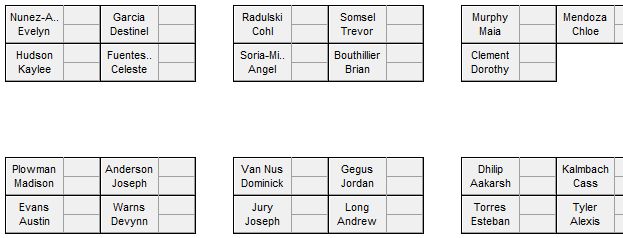 Nunez-A.. Garcia Radulski Somsel Murphy Mendoza
Evelyn Destinel Cohl Trevor Maia Chloe
Hudson Fuentes.. Soria-Mi.. Bouthillier Clement
Kaylee Celeste Angel Brian Dorothy
Plowman Anderson Van Nus Gegus Dhilip Kalmbach
Madison Joseph Dominick Jordan Aakarsh Cass
Evans Warns Jury Long Torres Tyler
Austin Devynn Joseph Andrew Esteban Alexis